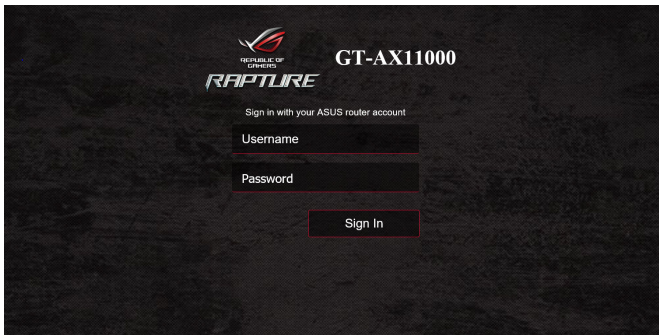 REPUBLIC OF
GAMERS
RAPTURE
GT-AX11000
Sign in with your ASUS router account
Username
Password
Sign In